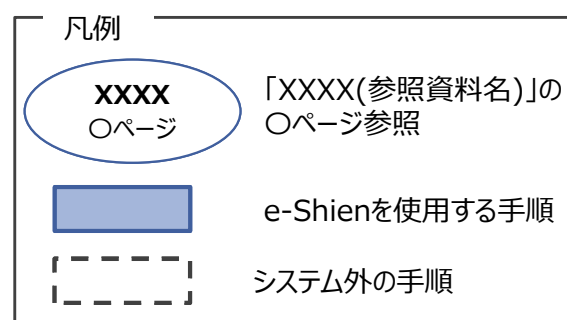 凡例
XXXX
〇ページ
「XXXX(参照資料名)」の
〇ページ参照
e-Shienを使用する手順
システム外の手順